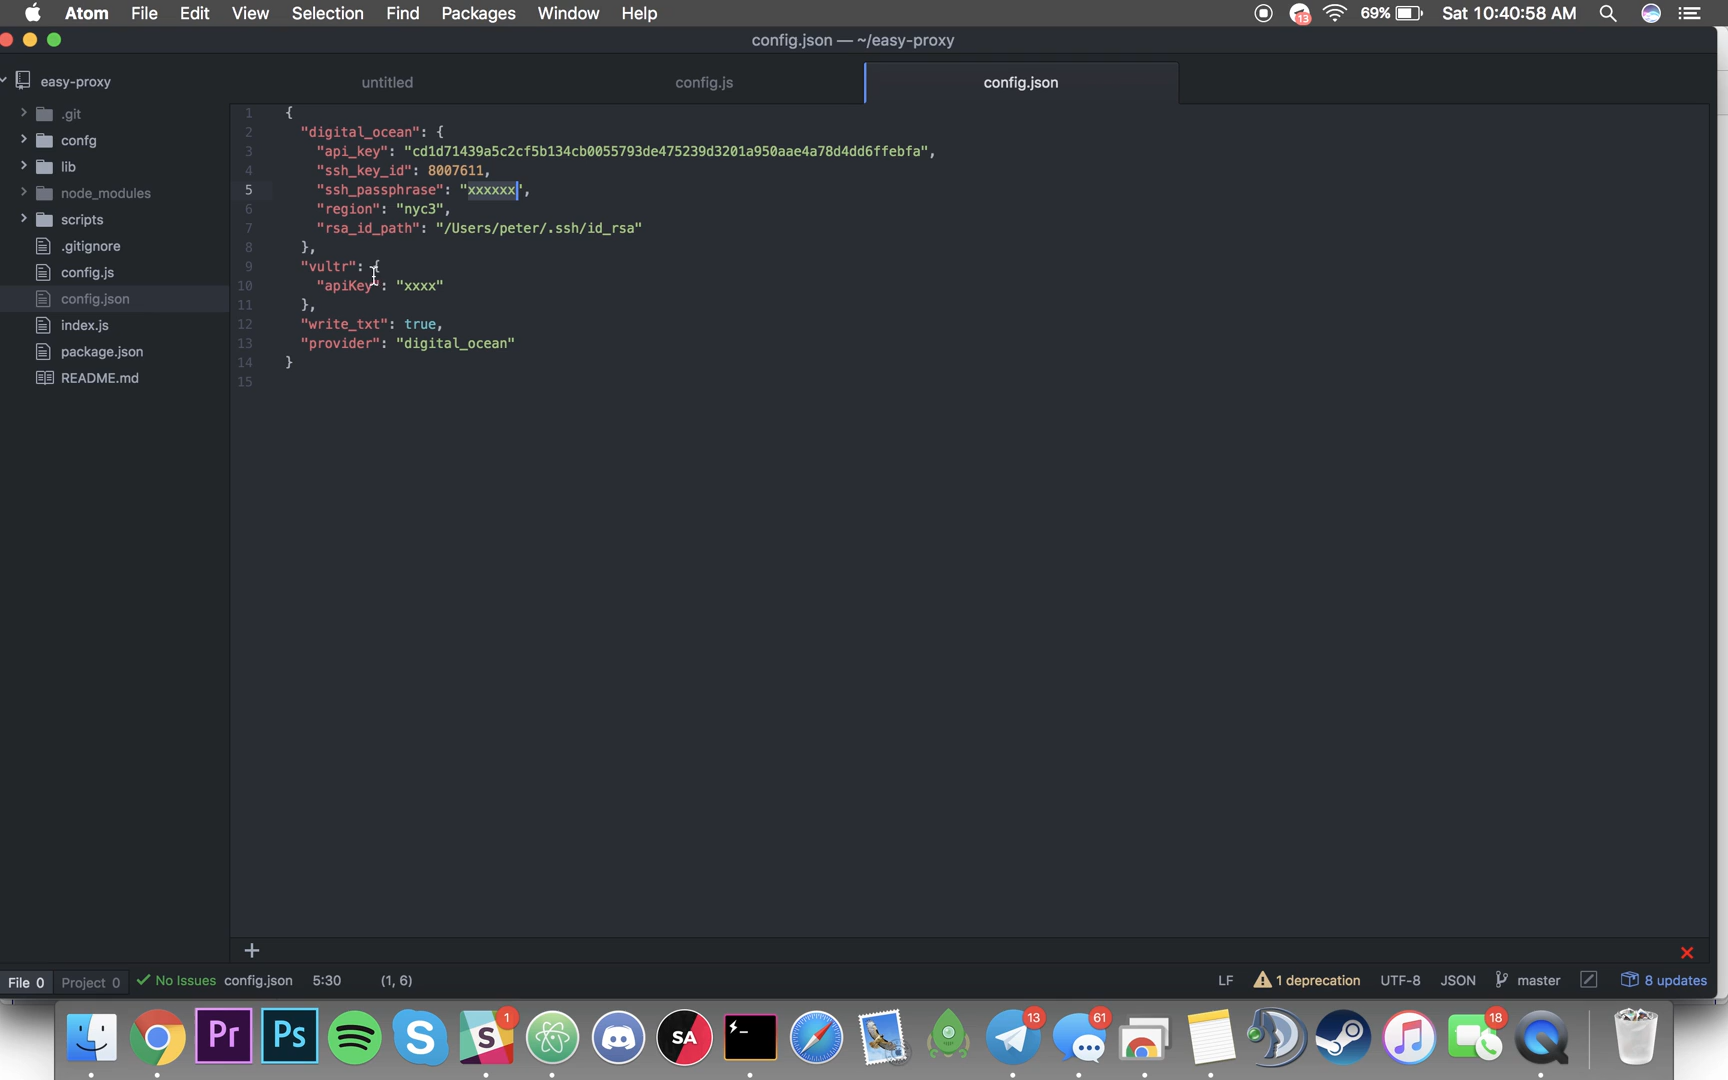 Atom File Edit View Selection Find Packages Window Help 13 69% Sat 10:40:58 AM
config.json — ~/easy-proxy
easy-proxy
untitled config.js config.json
.git
confg
lib
node_modules
scripts
.gitignore
config.js
config.json
index.js
package.json
README.md
1 {
2 "digital_ocean": {
3 "api_key": "cd1d71439a5c2cf5b134cb0055793de475239d3201a950aae4a78d4dd6ffebfa",
4 "ssh_key_id": 8007611,
5 "ssh_passphrase": "xxxxxx",
6 "region": "nyc3",
7 "rsa_id_path": "/Users/peter/.ssh/id_rsa"
8 },
9 "vultr": {
10 "apiKey": "xxxx"
11 },
12 "write_txt": true,
13 "provider": "digital_ocean"
14 }
15
File 0 Project 0 No Issues config.json 5:30 (1, 6) LF 1 deprecation UTF-8 JSON master 8 updates
Pr Ps 1 SA 13 61 18